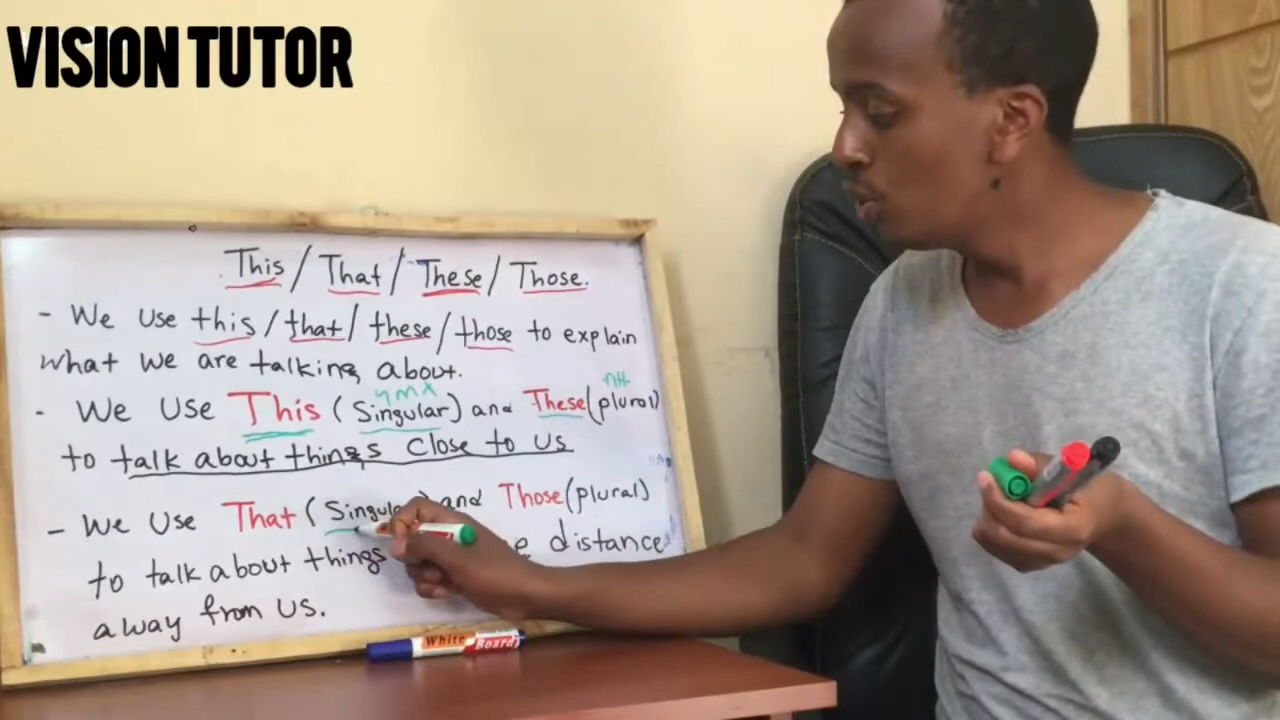 VISION TUTOR
This / That / These / Those.
- We use this / that / these / those to explain
what we are talking about.
- We use This (Singular) and These (plural)
to talk about things close to us
- We use That (Singular) and Those (plural)
to talk about things distance
away from us.
White Board